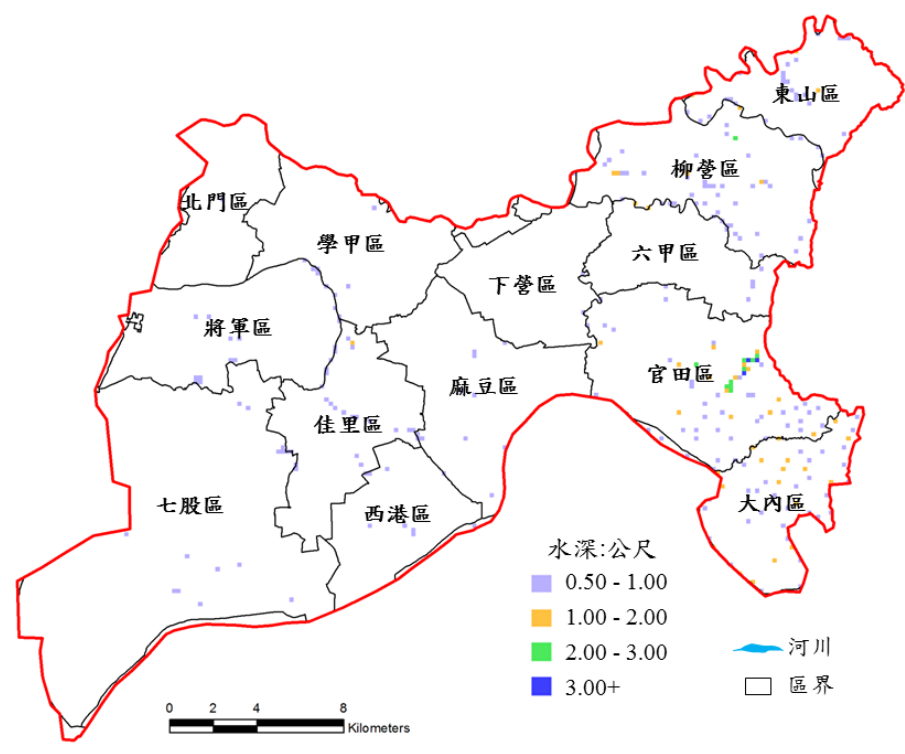 東山區
柳營區
北門區
學甲區
六甲區
下營區
將軍區
官田區
麻豆區
佳里區
七股區
西港區
大內區
水深:公尺
0.50 - 1.00
1.00 - 2.00
2.00 - 3.00
3.00+
河川
區界
0 2 4 8
Kilometers